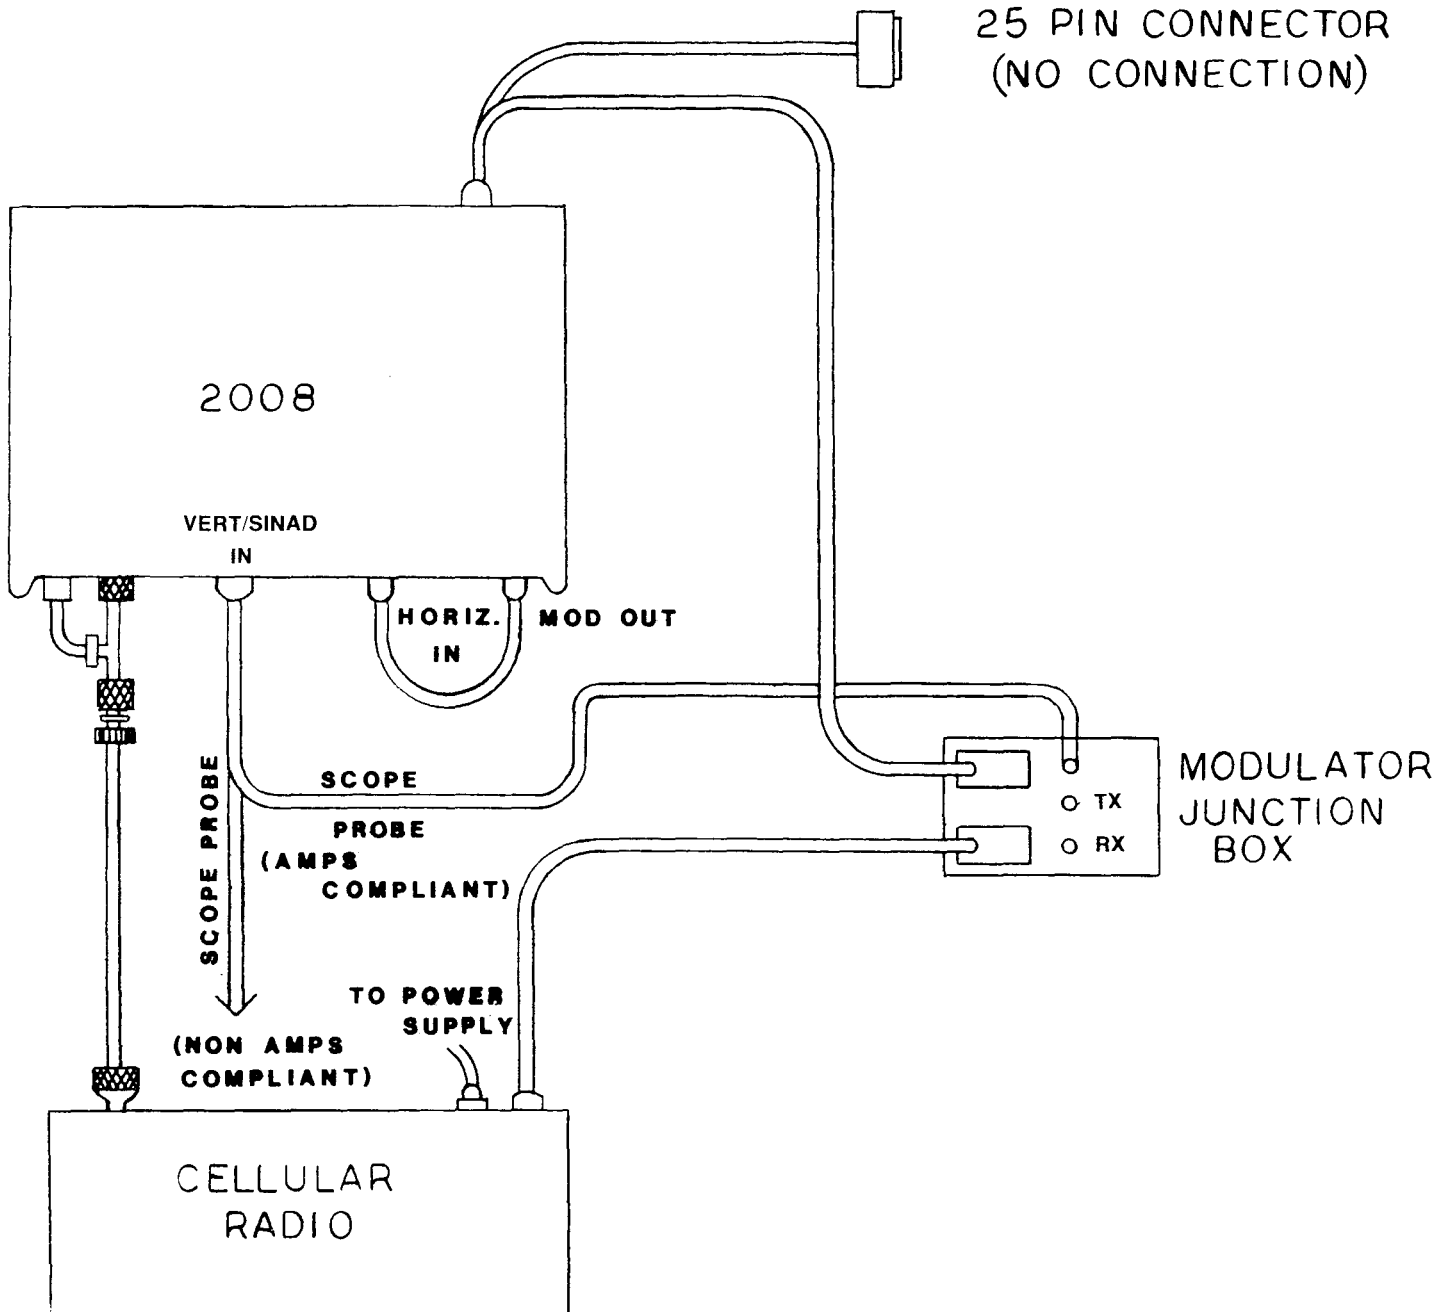 25 PIN CONNECTOR
(NO CONNECTION)
2008
VERT/SINAD
IN
HORIZ.
IN
MOD OUT
SCOPE PROBE
SCOPE
PROBE
(AMPS
COMPLIANT)
TX
RX
MODULATOR
JUNCTION
BOX
TO POWER
SUPPLY
(NON AMPS
COMPLIANT)
CELLULAR
RADIO